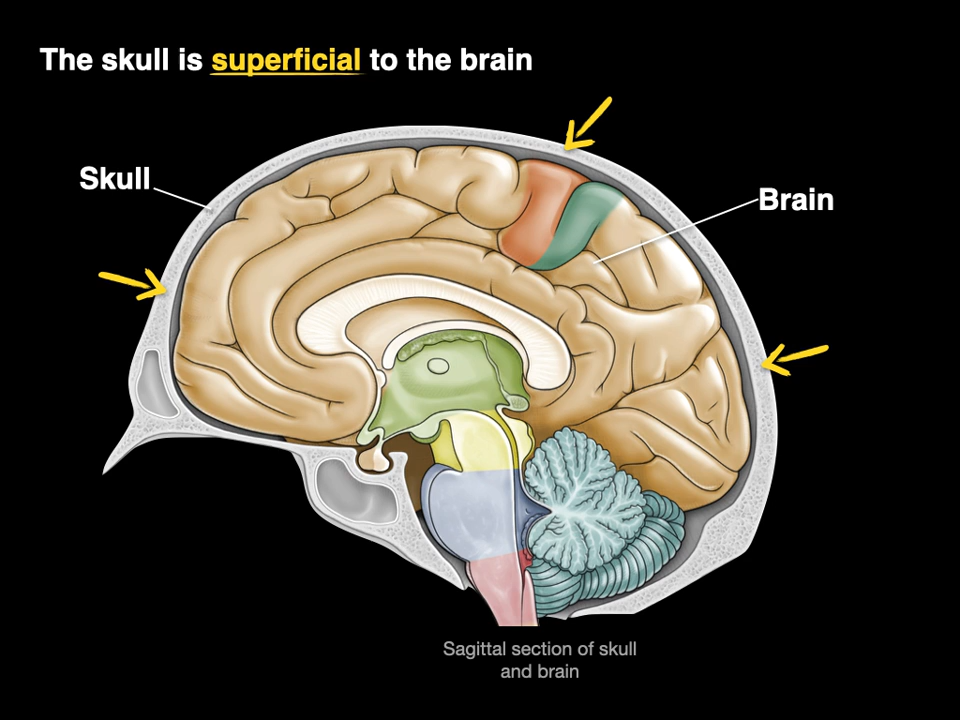 The skull is superficial to the brain
Skull
Brain
Sagittal section of skull
and brain